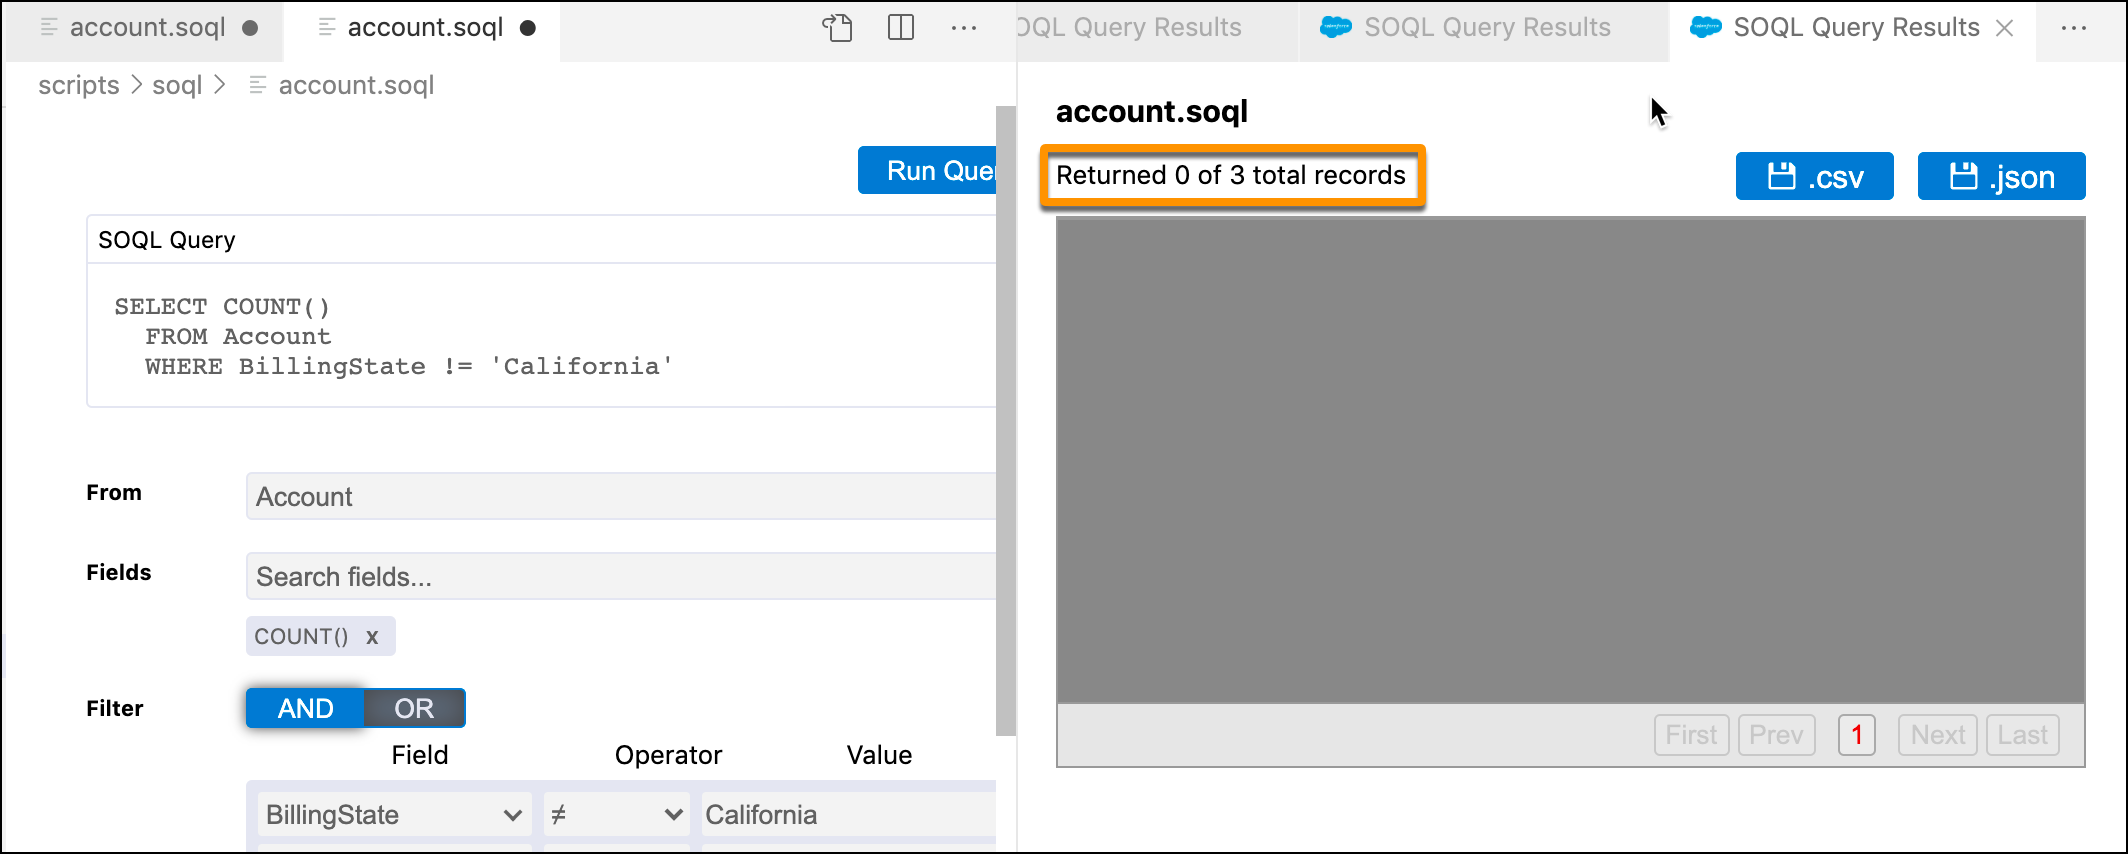 account.soql
account.soql
scripts > soql > account.soql
Run Que
SOQL Query
SELECT COUNT()
FROM Account
WHERE BillingState != 'California'
From
Account
Fields
Search fields...
COUNT() x
Filter
AND OR
Field Operator Value
BillingState ≠ California
OQL Query Results
SOQL Query Results
SOQL Query Results
account.soql
Returned 0 of 3 total records
.csv
.json
First Prev 1 Next Last